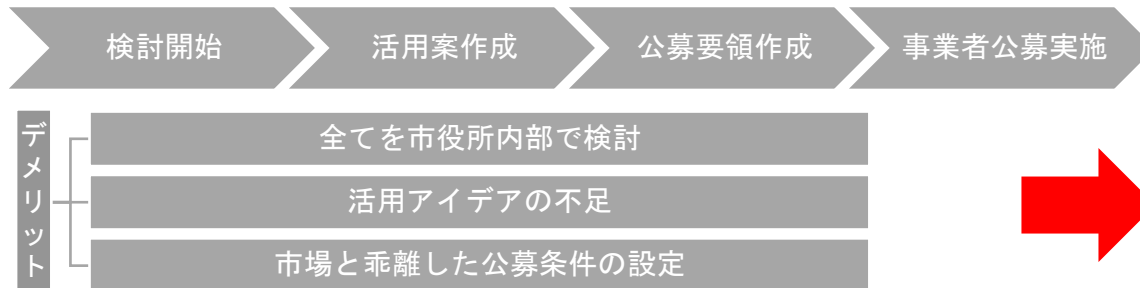 検討開始
活用案作成
公募要領作成
事業者公募実施
デメリット
全てを市役所内部で検討
活用アイデアの不足
市場と乖離した公募条件の設定